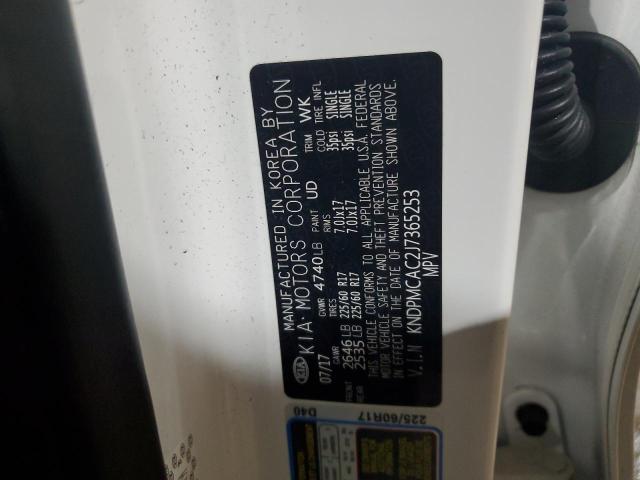 MANUFACTURED IN KOREA BY
KIA KIA MOTORS CORPORATION
07/17 GVWR 4740LB PAINT UD TRIM WK
GAWR TIRES RIMS COLD TIRE INFL
FRONT 2646LB 225/60 R17 7.0Jx17 35psi SINGLE
REAR 2535LB 225/60 R17 7.0Jx17 35psi SINGLE
THIS VEHICLE CONFORMS TO ALL APPLICABLE U.S.A. FEDERAL
MOTOR VEHICLE SAFETY AND THEFT PREVENTION STANDARDS
IN EFFECT ON THE DATE OF MANUFACTURE SHOWN ABOVE.
V.I.N KNDPMCAC2J7365253
MPV
225/60R17
D40